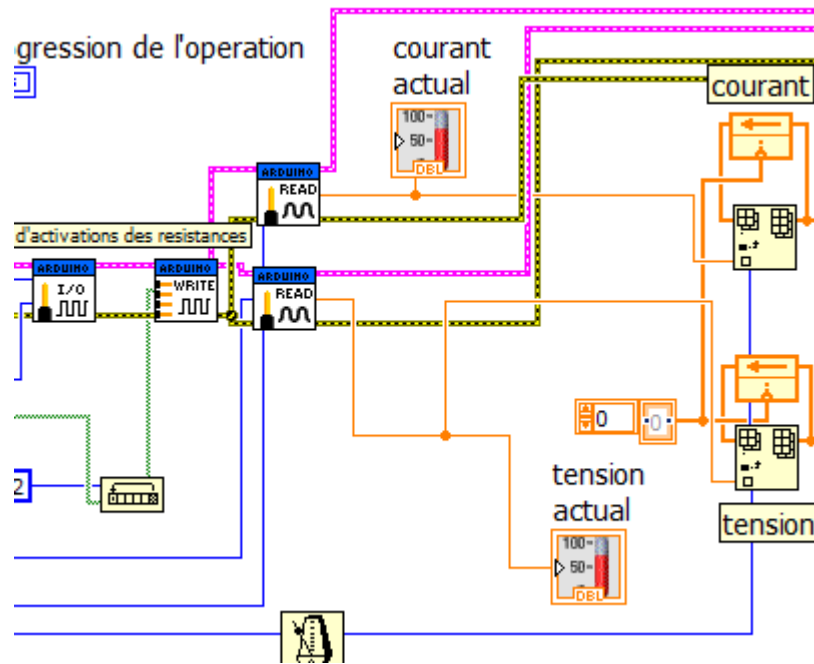 gression de l'operation
courant
actual
100-
50-
DBL
courant
ARDUINO
READ
d'activations des resistances
ARDUINO
I/O
ARDUINO
WRITE
ARDUINO
READ
0
0
2
tension
actual
100-
50-
DBL
tension